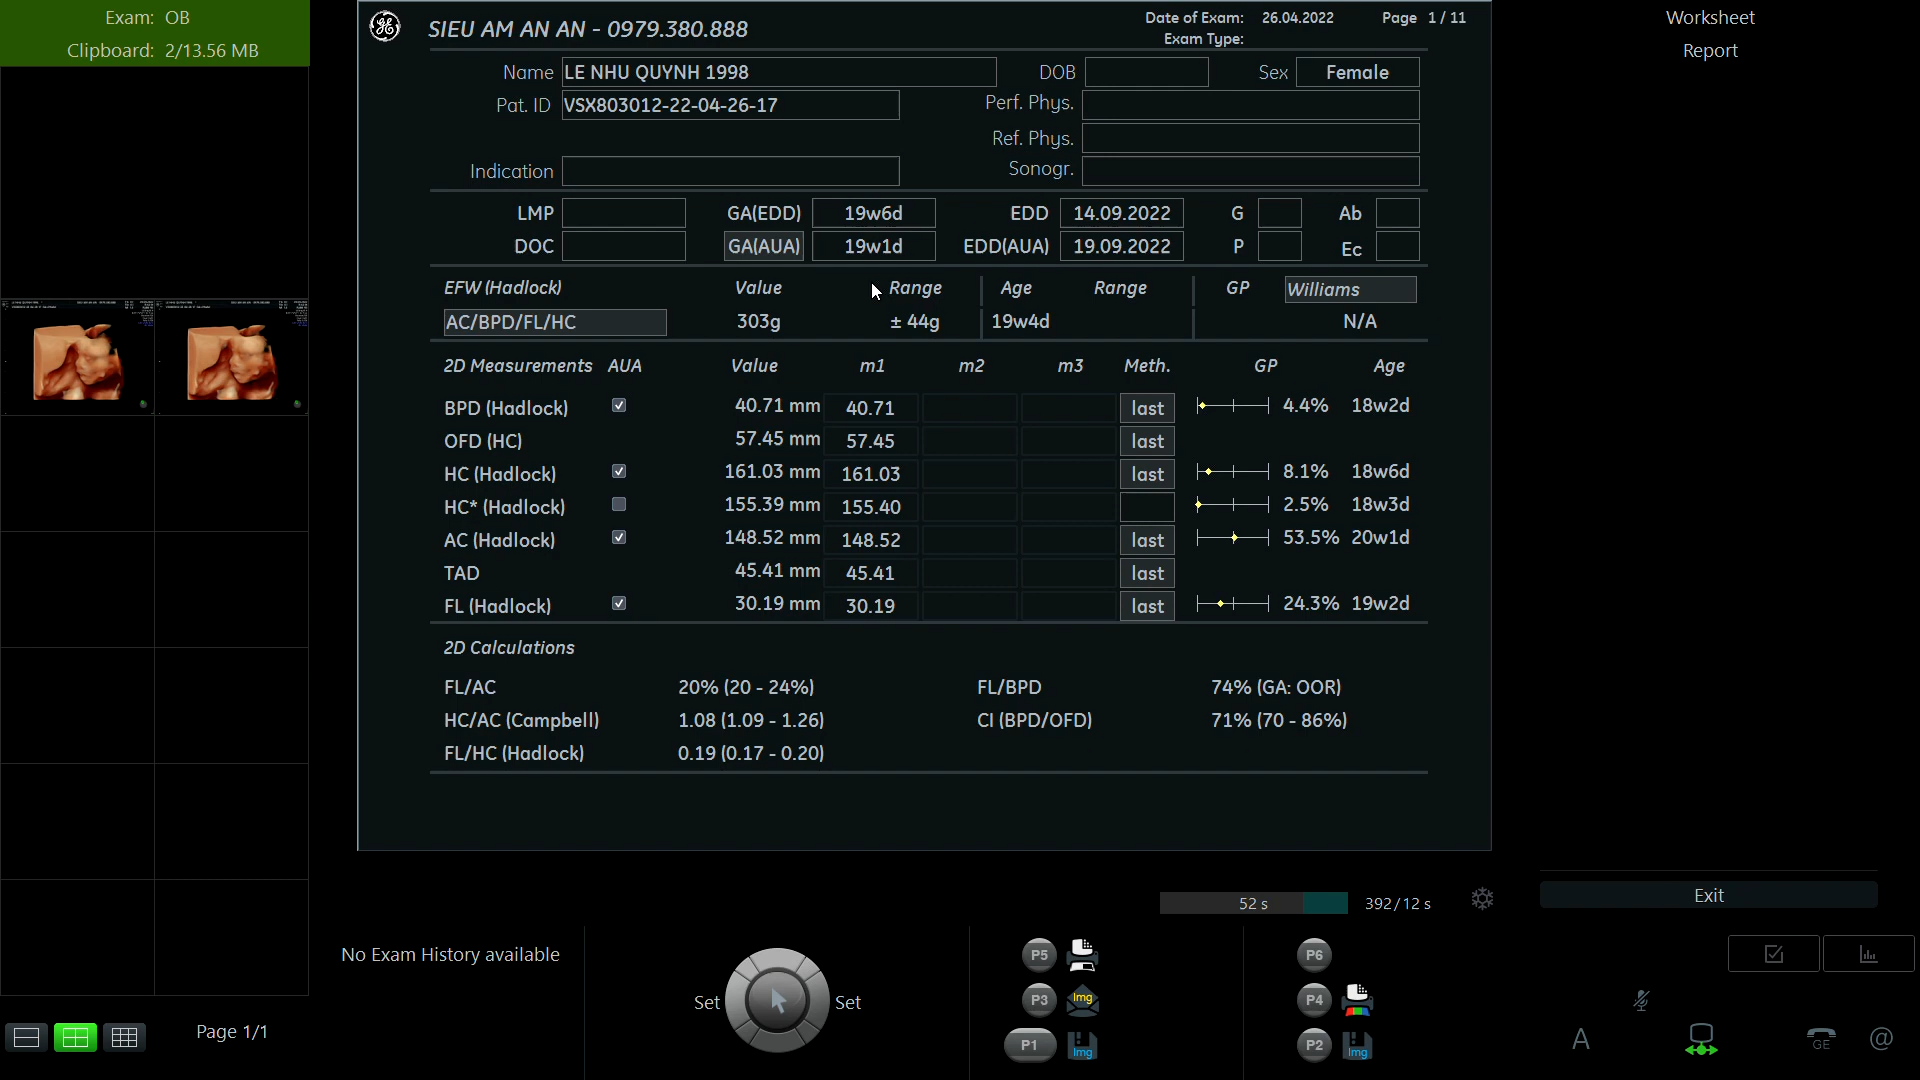 Exam: OB
Clipboard: 2/13.56 MB
SIEU AM AN AN - 0979.380.888
Date of Exam: 26.04.2022 Page 1 / 11
Exam Type:
Worksheet
Report
Name LE NHU QUYNH 1998 DOB Sex Female
Pat. ID VSX803012-22-04-26-17 Perf. Phys.
Ref. Phys.
Indication Sonogr.
LMP GA(EDD) 19w6d EDD 14.09.2022 G Ab
DOC GA(AUA) 19w1d EDD(AUA) 19.09.2022 P Ec
EFW (Hadlock) Value Range Age Range GP Williams
AC/BPD/FL/HC 303g ± 44g 19w4d N/A
2D Measurements AUA Value m1 m2 m3 Meth. GP Age
BPD (Hadlock) 40.71 mm 40.71 last 4.4% 18w2d
OFD (HC) 57.45 mm 57.45 last
HC (Hadlock) 161.03 mm 161.03 last 8.1% 18w6d
HC* (Hadlock) 155.39 mm 155.40 2.5% 18w3d
AC (Hadlock) 148.52 mm 148.52 last 53.5% 20w1d
TAD 45.41 mm 45.41 last
FL (Hadlock) 30.19 mm 30.19 last 24.3% 19w2d
2D Calculations
FL/AC 20% (20 - 24%) FL/BPD 74% (GA: OOR)
HC/AC (Campbell) 1.08 (1.09 - 1.26) CI (BPD/OFD) 71% (70 - 86%)
FL/HC (Hadlock) 0.19 (0.17 - 0.20)
52 s 392/12 s
Exit
No Exam History available
Set Set
P5 P6
P3 Img P4
P1 Img P2 Img
Page 1/1
A GE @